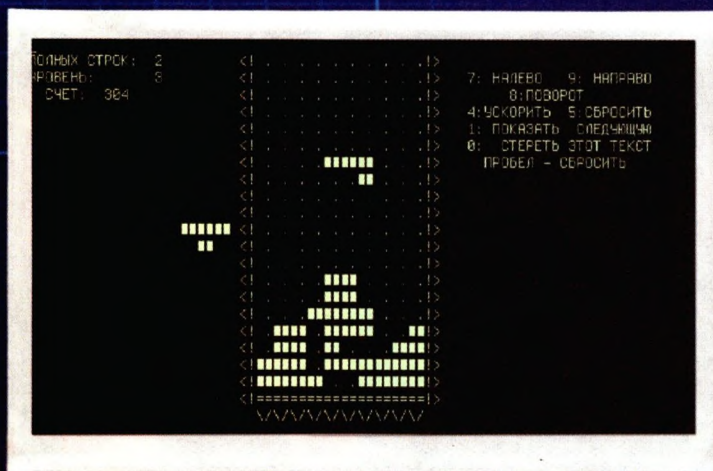 ПОЛНЫХ СТРОК: 2
УРОВЕНЬ: 3
СЧЕТ: 304
7: НАЛЕВО 9: НАПРАВО
8:ПОВОРОТ
4:УСКОРИТЬ 5:СБРОСИТЬ
1: ПОКАЗАТЬ СЛЕДУЮЩУЮ
0: СТЕРЕТЬ ЭТОТ ТЕКСТ
ПРОБЕЛ - СБРОСИТЬ